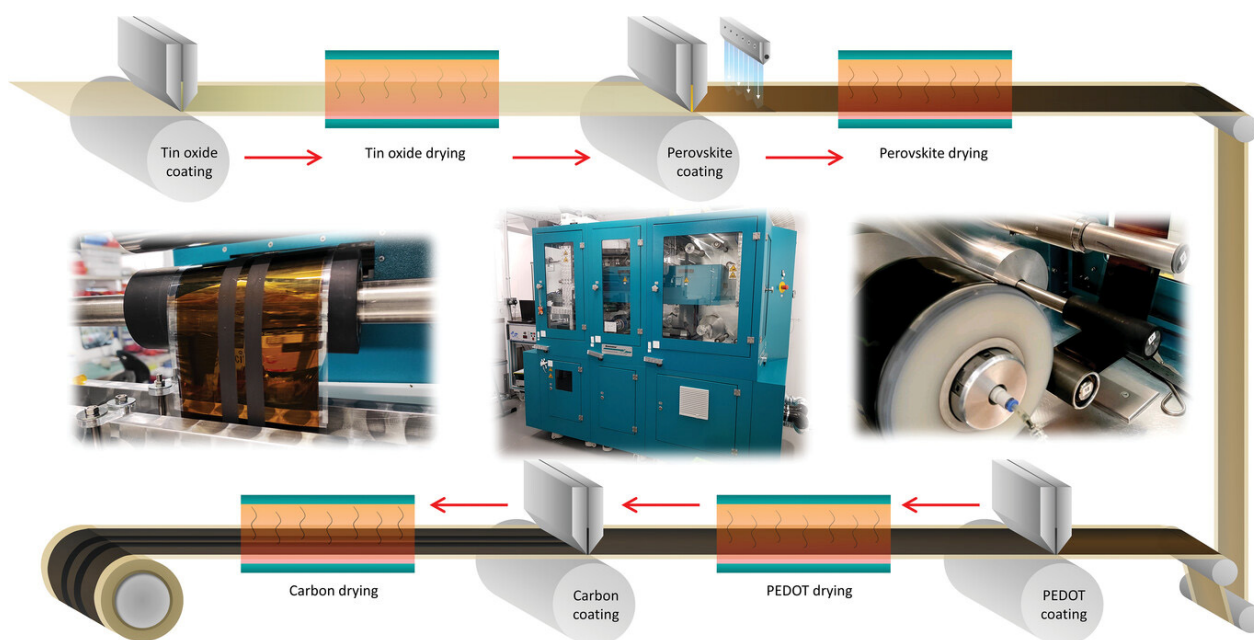 Tin oxide
coating
Tin oxide drying
Perovskite
coating
Perovskite drying
Carbon drying
Carbon
coating
PEDOT drying
PEDOT
coating